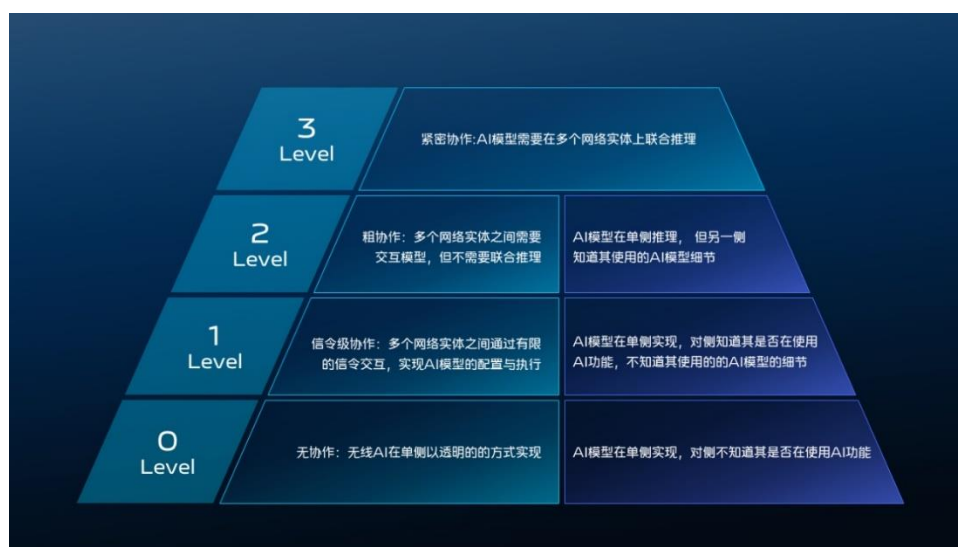 3
Level
紧密协作:AI模型需要在多个网络实体上联合推理
2
Level
粗协作：多个网络实体之间需要
交互模型，但不需要联合推理
AI模型在单侧推理， 但另一侧
知道其使用的AI模型细节
1
Level
信令级协作：多个网络实体之间通过有限
的信令交互，实现AI模型的配置与执行
AI模型在单侧实现，对侧知道其是否在使用
AI功能，不知道其使用的的AI模型的细节
0
Level
无协作：无线AI在单侧以透明的的方式实现
AI模型在单侧实现，对侧不知道其是否在使用AI功能